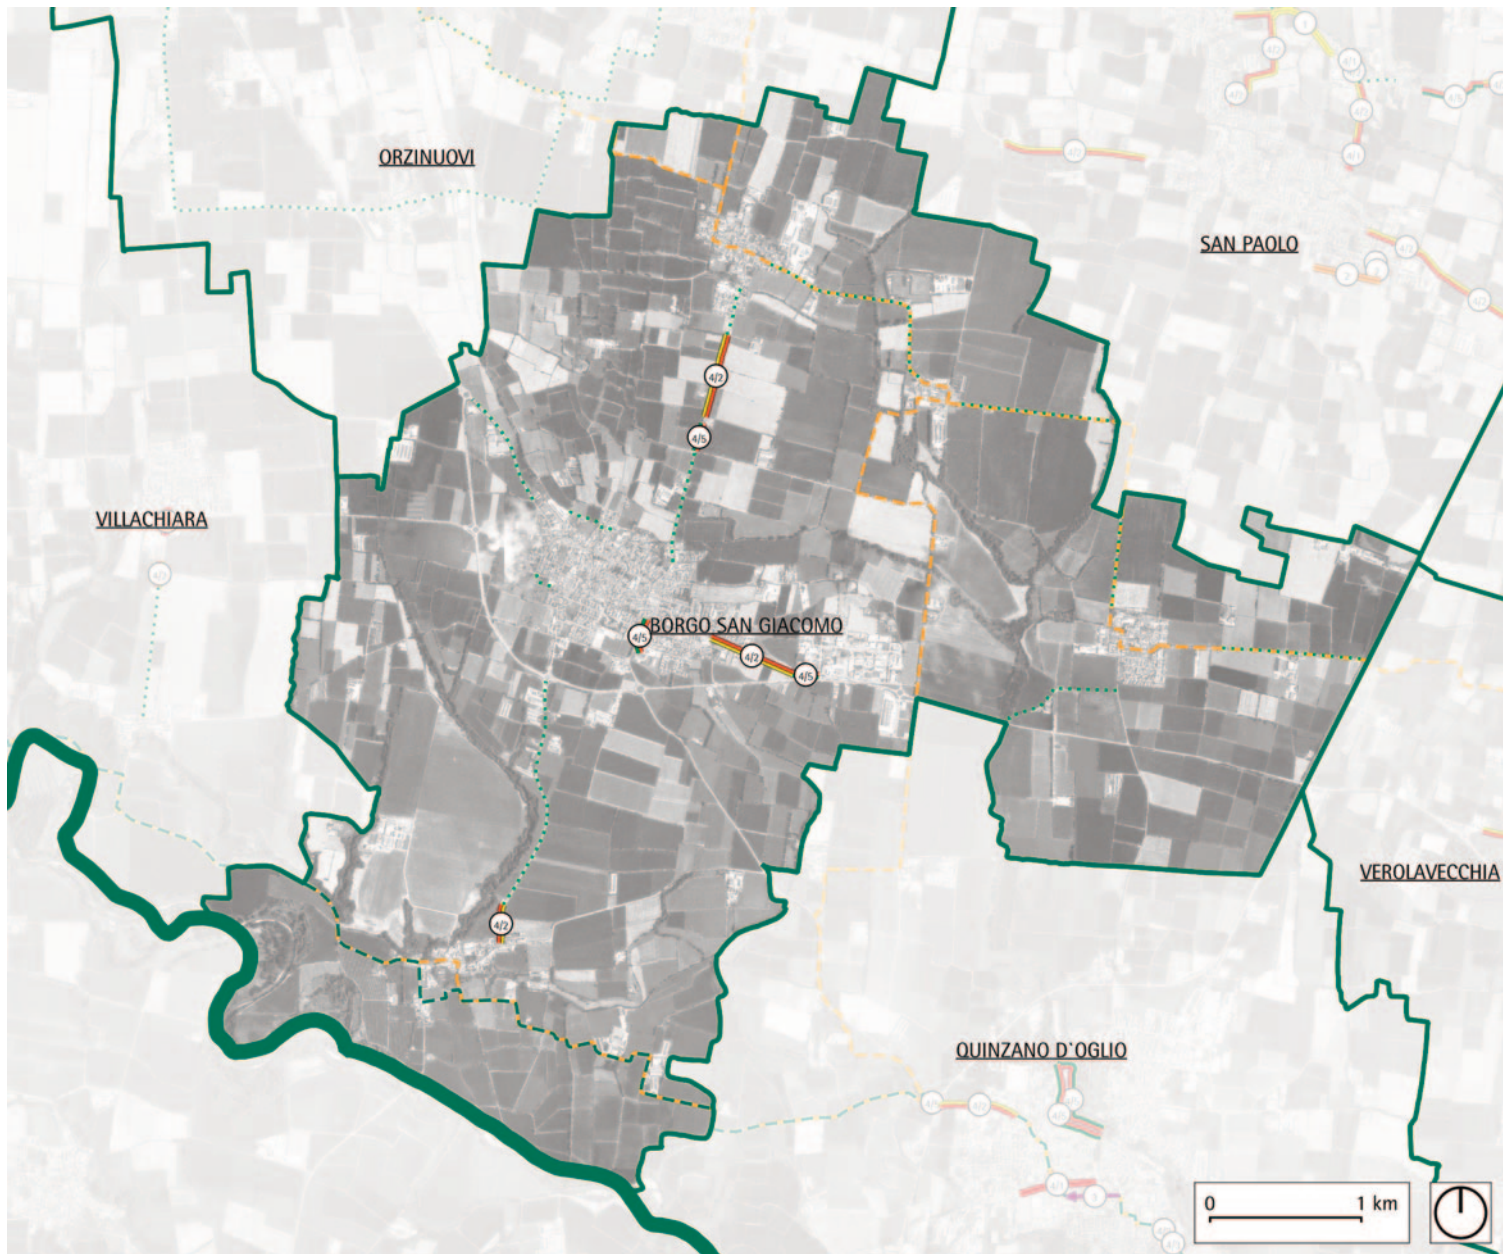 ORZINUOVI
SAN PAOLO
4/2
4/5
VILLACHIARA
BORGO SAN GIACOMO
4/5
4/2
4/5
VEROLAVECCHIA
4/2
QUINZANO D'OGLIO
0 1 km